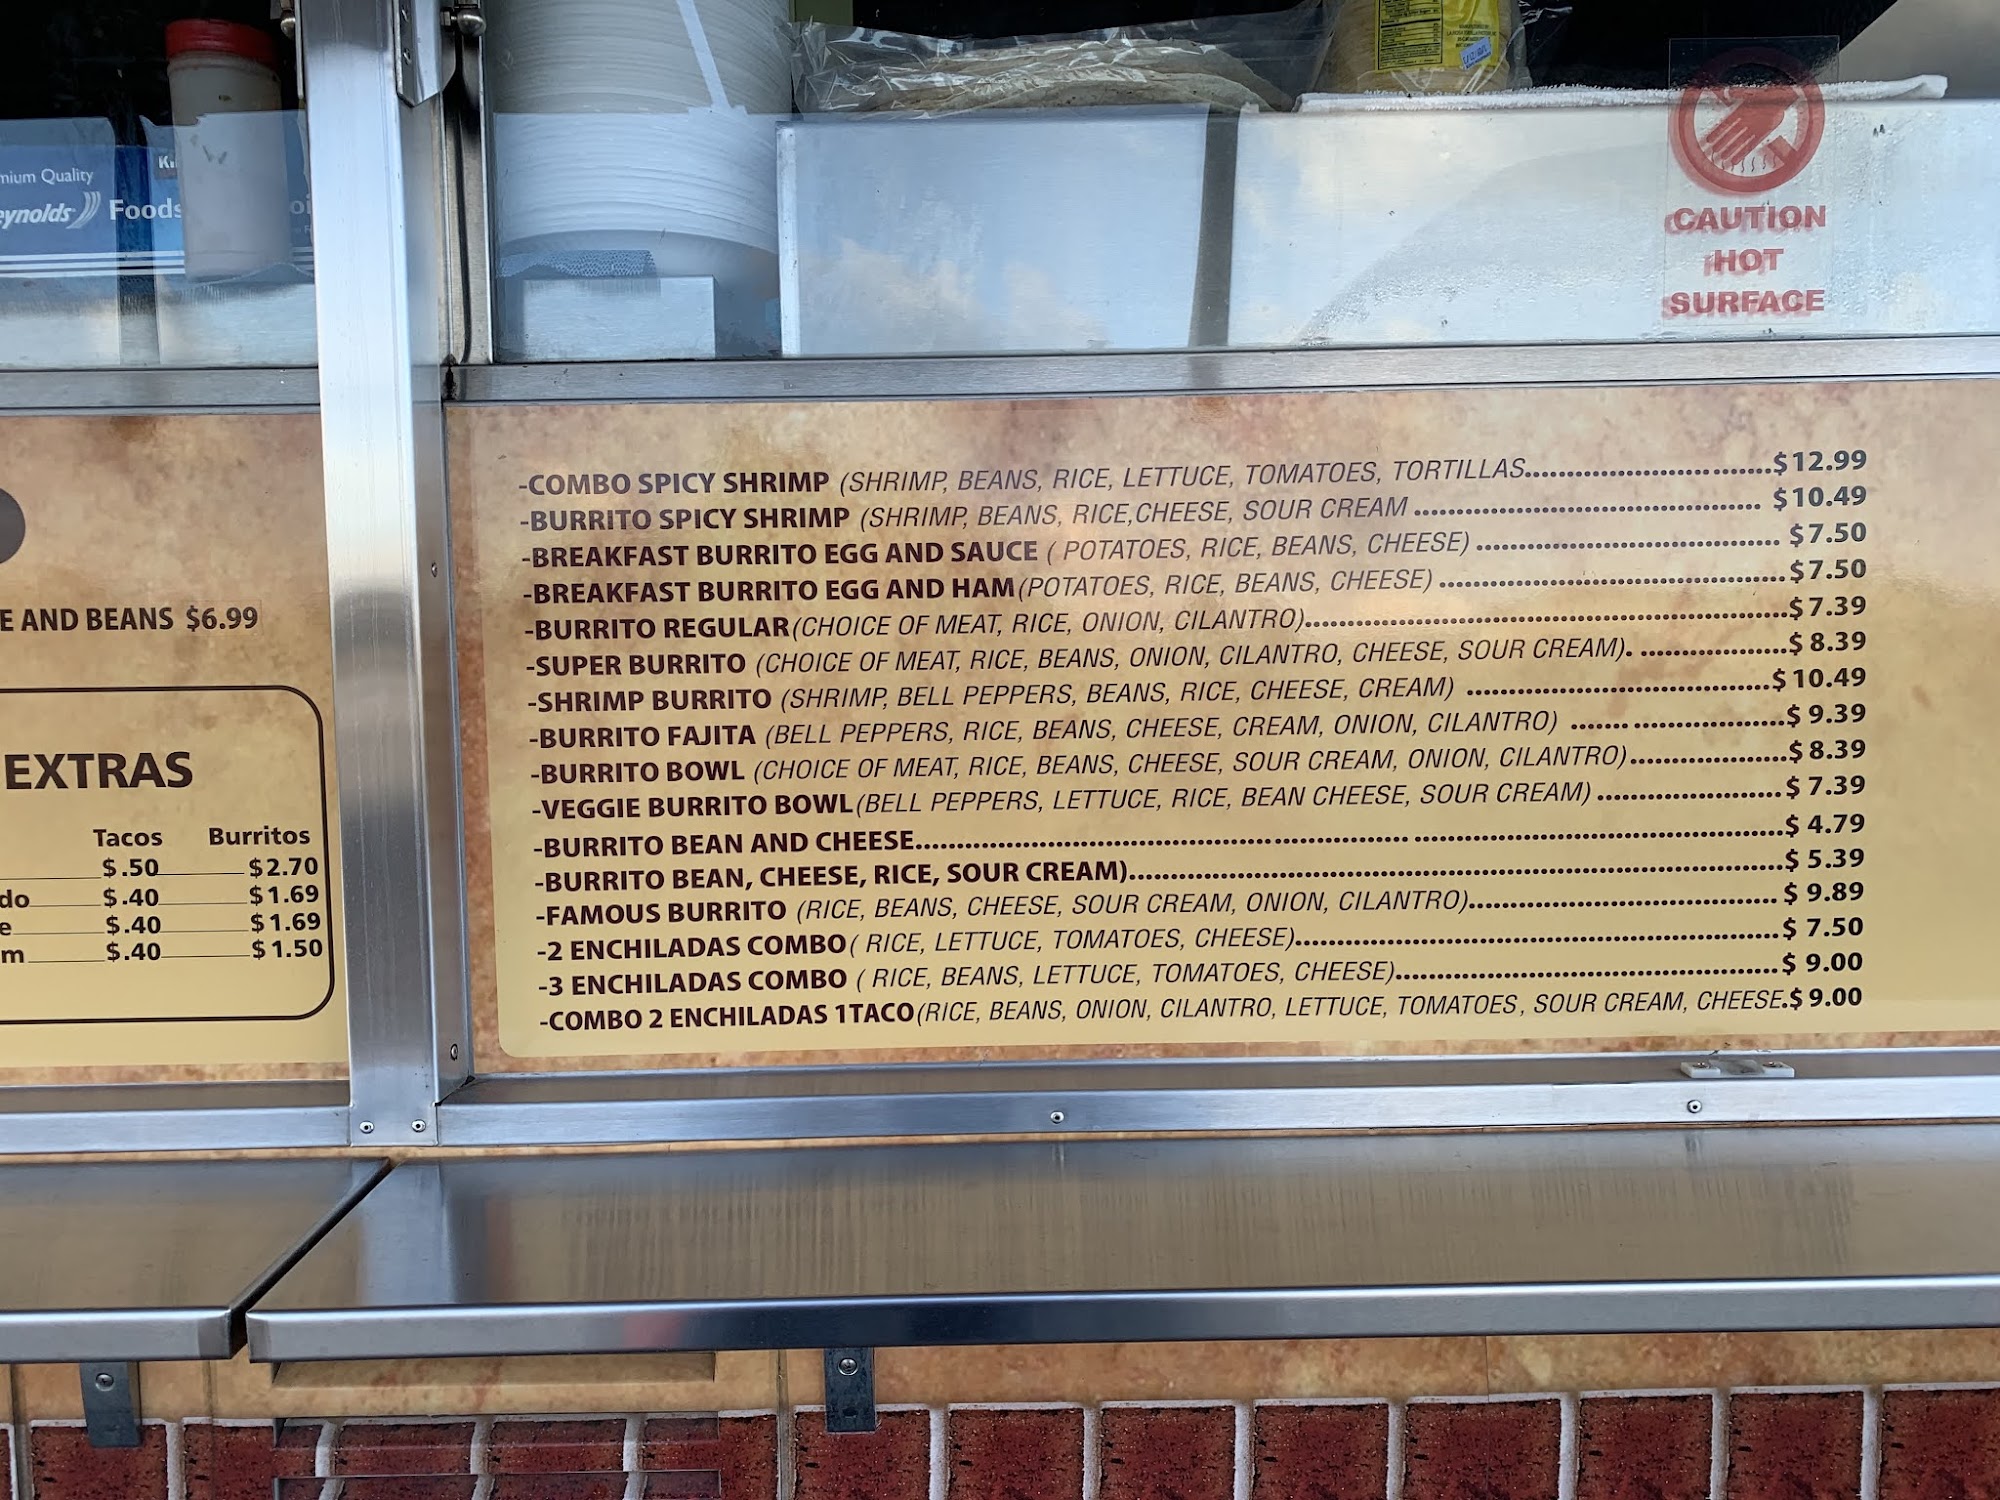 mium Quality
eynolds Foods
CAUTION
HOT
SURFACE
E AND BEANS $6.99
EXTRAS
Tacos Burritos
$.50 $2.70
do $.40 $1.69
e $.40 $1.69
m $.40 $1.50
-COMBO SPICY SHRIMP (SHRIMP, BEANS, RICE, LETTUCE, TOMATOES, TORTILLAS..............................$12.99
-BURRITO SPICY SHRIMP (SHRIMP, BEANS, RICE,CHEESE, SOUR CREAM .......................................... $10.49
-BREAKFAST BURRITO EGG AND SAUCE ( POTATOES, RICE, BEANS, CHEESE) ..................................... $7.50
-BREAKFAST BURRITO EGG AND HAM(POTATOES, RICE, BEANS, CHEESE) ..........................................$7.50
-BURRITO REGULAR(CHOICE OF MEAT, RICE, ONION, CILANTRO)..........................................................$7.39
-SUPER BURRITO (CHOICE OF MEAT, RICE, BEANS, ONION, CILANTRO, CHEESE, SOUR CREAM). ..................$8.39
-SHRIMP BURRITO (SHRIMP, BELL PEPPERS, BEANS, RICE, CHEESE, CREAM) .....................................$10.49
-BURRITO FAJITA (BELL PEPPERS, RICE, BEANS, CHEESE, CREAM, ONION, CILANTRO) ....... ...................$ 9.39
-BURRITO BOWL (CHOICE OF MEAT, RICE, BEANS, CHEESE, SOUR CREAM, ONION, CILANTRO)...................$8.39
-VEGGIE BURRITO BOWL(BELL PEPPERS, LETTUCE, RICE, BEAN CHEESE, SOUR CREAM) .......................$ 7.39
-BURRITO BEAN AND CHEESE.......................................................... ............................................$ 4.79
-BURRITO BEAN, CHEESE, RICE, SOUR CREAM)...............................................................................$ 5.39
-FAMOUS BURRITO (RICE, BEANS, CHEESE, SOUR CREAM, ONION, CILANTRO)..................................... $ 9.89
-2 ENCHILADAS COMBO( RICE, LETTUCE, TOMATOES, CHEESE)...........................................................$ 7.50
-3 ENCHILADAS COMBO ( RICE, BEANS, LETTUCE, TOMATOES, CHEESE)..............................................$ 9.00
-COMBO 2 ENCHILADAS 1TACO(RICE, BEANS, ONION, CILANTRO, LETTUCE, TOMATOES, SOUR CREAM, CHEESE.$ 9.00